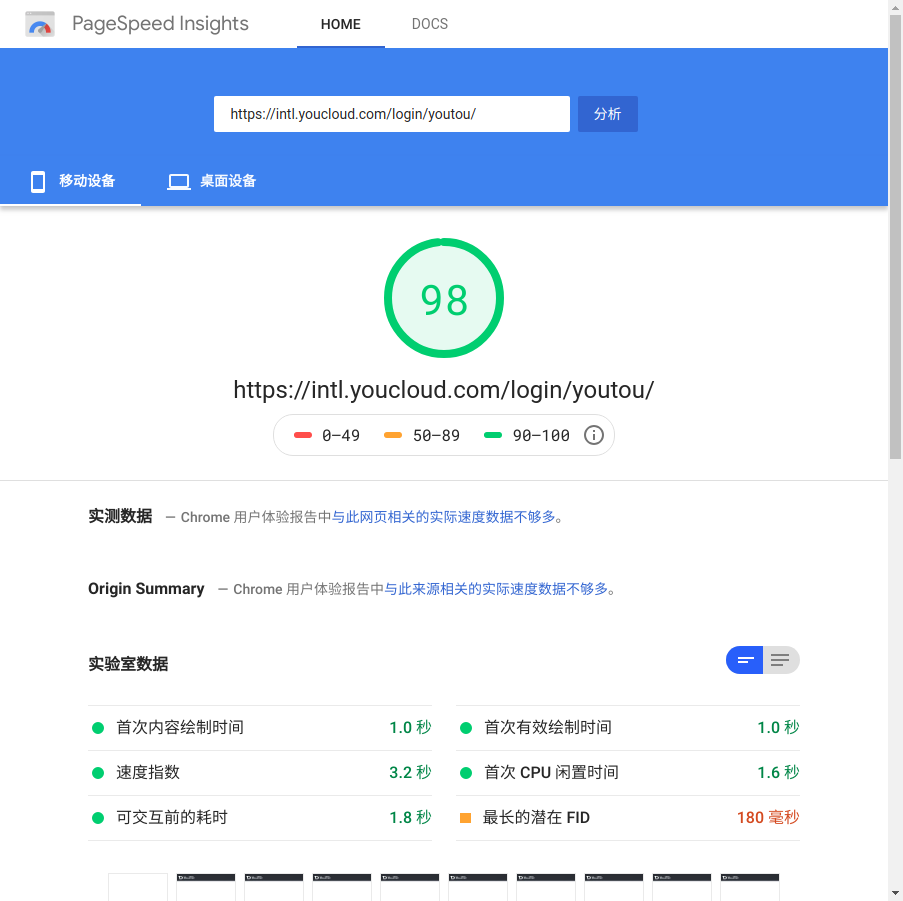 PageSpeed Insights
HOME
DOCS
https://intl.youcloud.com/login/youtou/
分析
移动设备
桌面设备
98
https://intl.youcloud.com/login/youtou/
0–49
50–89
90–100
实测数据 — Chrome 用户体验报告中与此网页相关的实际速度数据不够多。
Origin Summary — Chrome 用户体验报告中与此来源相关的实际速度数据不够多。
实验室数据
首次内容绘制时间 1.0 秒
首次有效绘制时间 1.0 秒
速度指数 3.2 秒
首次 CPU 闲置时间 1.6 秒
可交互前的耗时 1.8 秒
最长的潜在 FID 180 毫秒